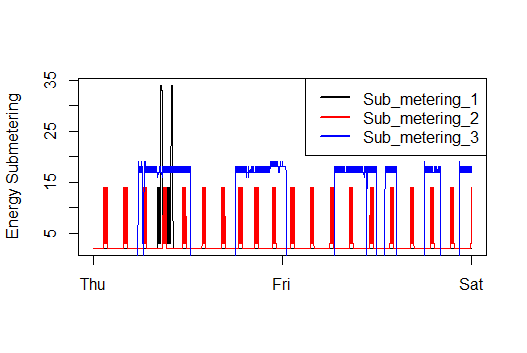 Energy Submetering
35
25
15
5
Sub_metering_1
Sub_metering_2
Sub_metering_3
Thu Fri Sat